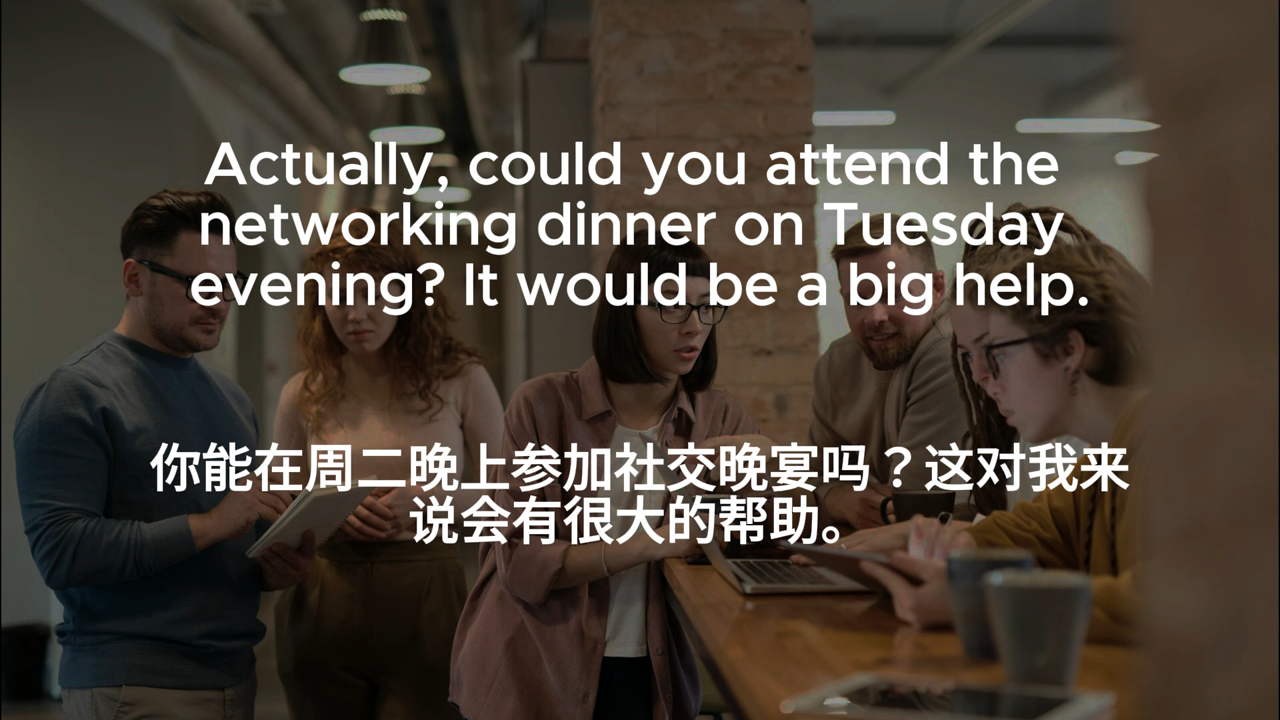 Actually, could you attend the
networking dinner on Tuesday
evening? It would be a big help.
你能在周二晚上参加社交晚宴吗？这对我来
说会有很大的帮助。